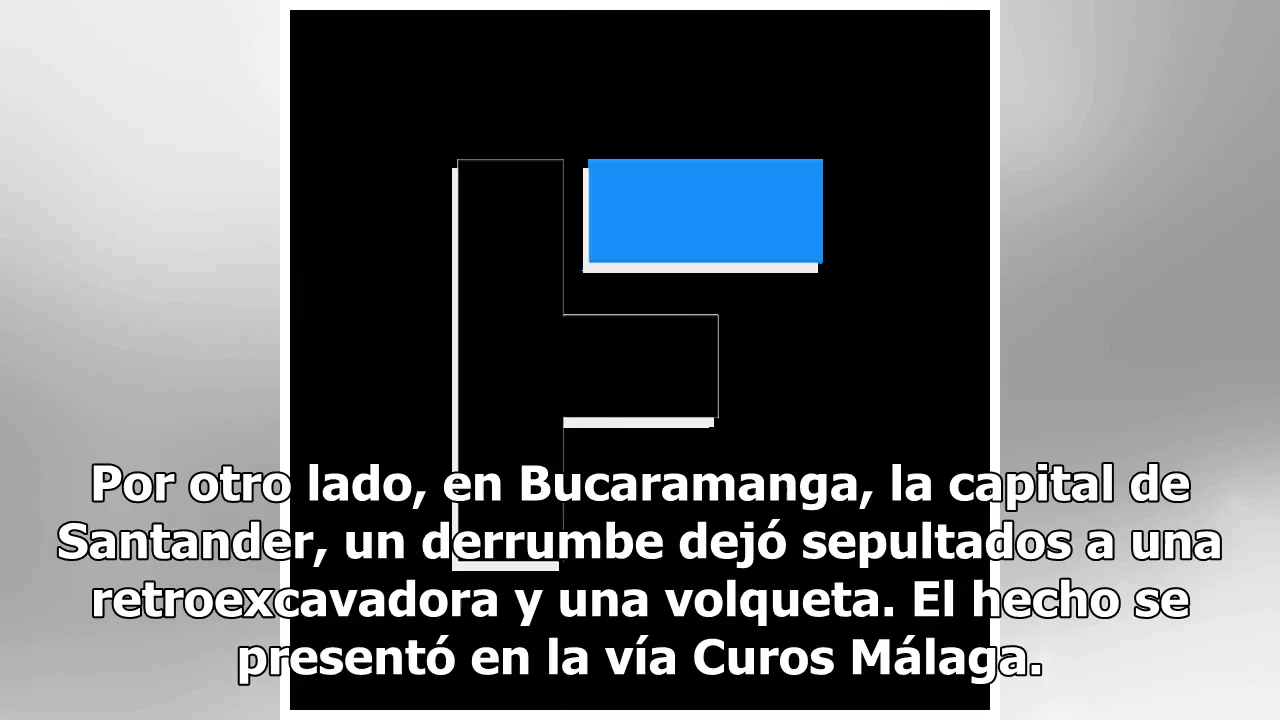 Por otro lado, en Bucaramanga, la capital de
Santander, un derrumbe dejó sepultados a una
retroexcavadora y una volqueta. El hecho se
presentó en la vía Curos Málaga.